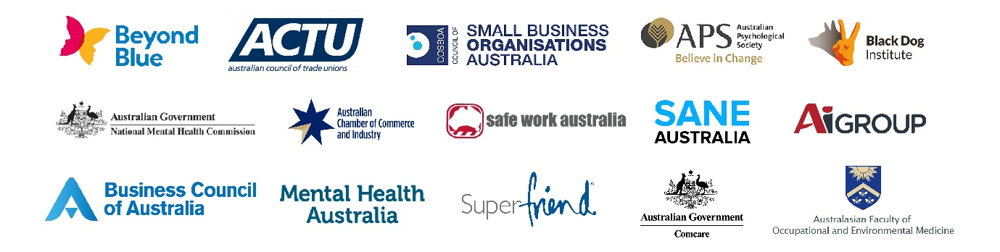 Beyond
Blue
ACTU
australian council of trade unions
COSBOA
COUNCIL OF
SMALL BUSINESS
ORGANISATIONS
AUSTRALIA
APS
Australian
Psychological
Society
Believe in Change
Black Dog
Institute
Australian Government
National Mental Health Commission
Australian
Chamber of Commerce
and Industry
safe work australia
SANE
AUSTRALIA
Ai GROUP
Business Council
of Australia
Mental Health
Australia
Superfriend
Australian Government
Comcare
Australasian Faculty of
Occupational and Environmental Medicine